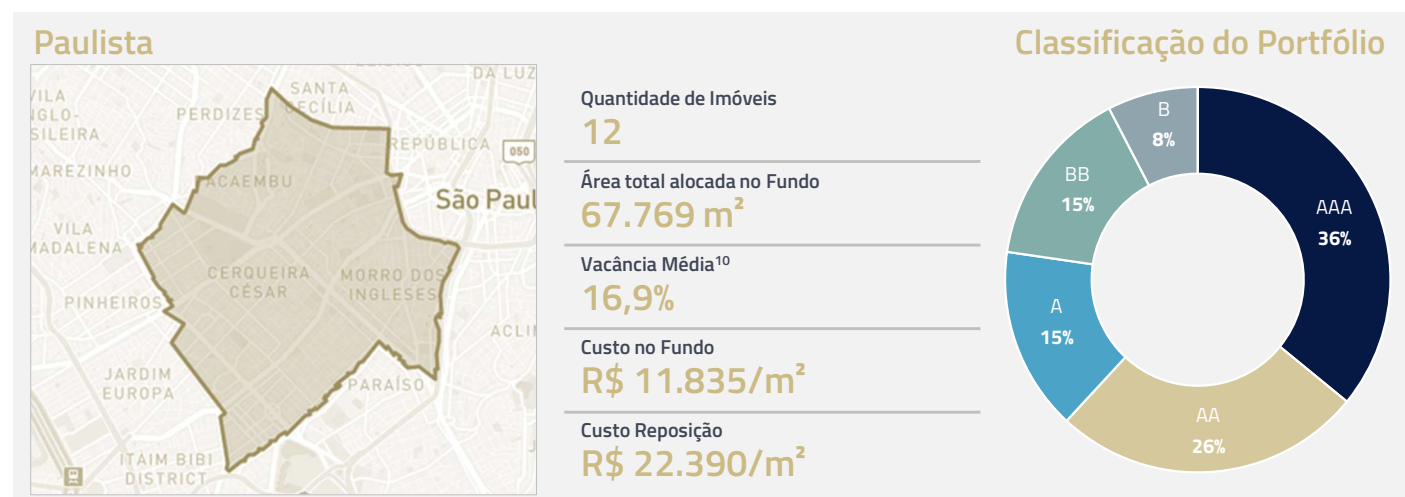 Paulista
Classificação do Portfólio
DA LUZ
SANTA
CECÍLIA
VILA
PERDIZES
SILEIRA
REPÚBLICA
050
MAREZINHO
ACAEMBU
São Paul
VILA
MADALENA
CERQUEIRA
CÉSAR
MORRO DOS
INGLESES
PINHEIROS
ACLI
JARDIM
EUROPA
PARAÍSO
ITAIM BIBI
DISTRICT
Quantidade de Imóveis
12
Área total alocada no Fundo
67.769 m²
Vacância Média¹⁰
16,9%
Custo no Fundo
R$ 11.835/m²
Custo Reposição
R$ 22.390/m²
B
8%
BB
15%
AAA
36%
A
15%
AA
26%